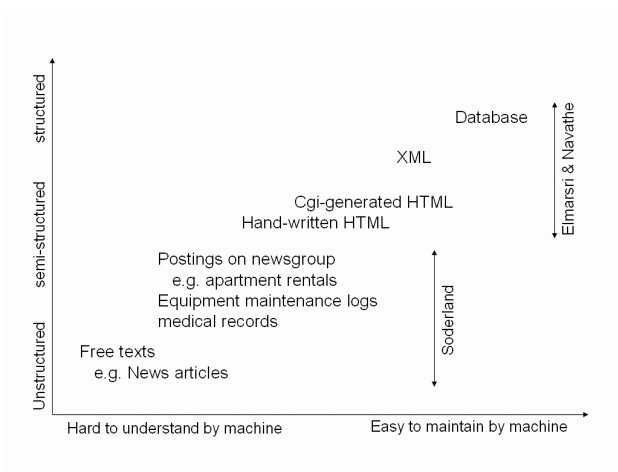 structured
semi-structured
Unstructured
Database
XML
Cgi-generated HTML
Hand-written HTML
Postings on newsgroup
e.g. apartment rentals
Equipment maintenance logs
medical records
Free texts
e.g. News articles
Elmarsri & Navathe
Soderland
Hard to understand by machine
Easy to maintain by machine